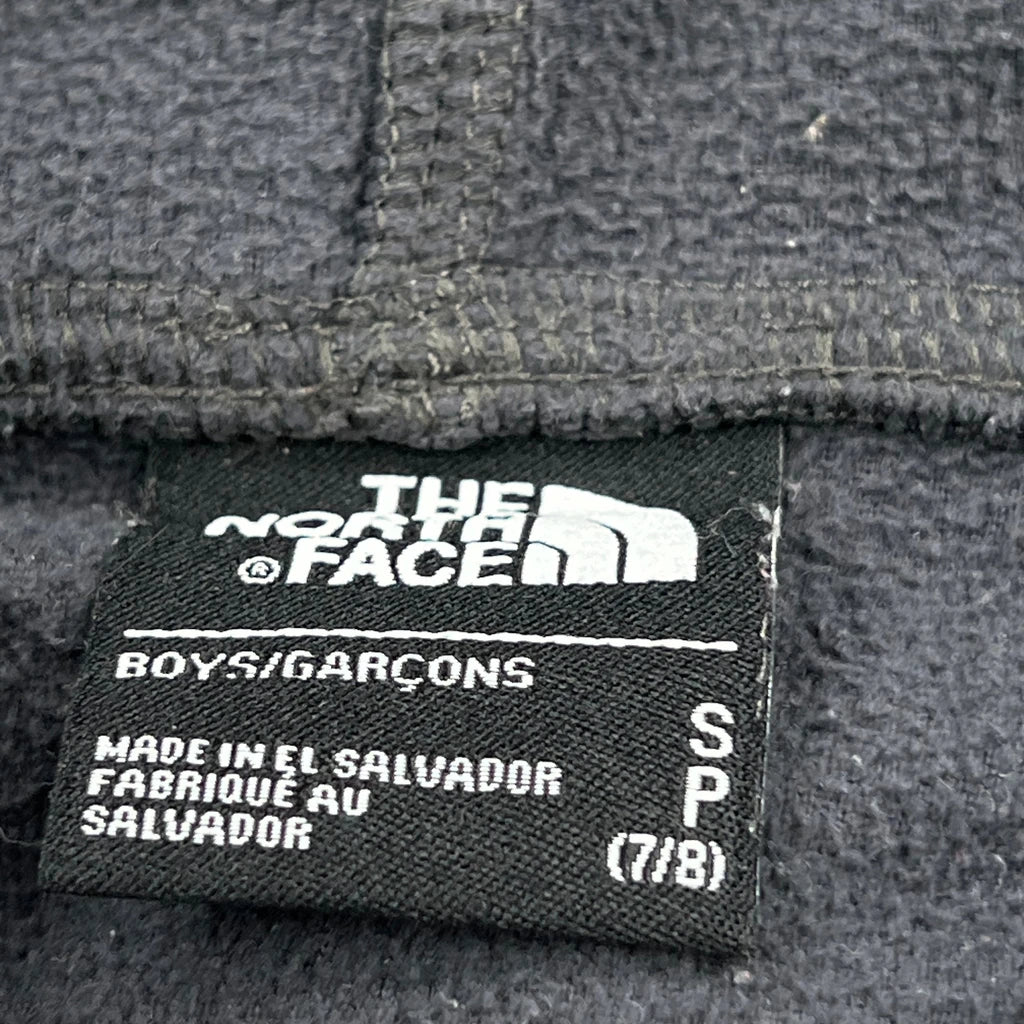 THE
NORTH
®FACE
BOYS/GARÇONS
S
P
(7/8)
MADE IN EL SALVADOR
FABRIQUÉ AU
SALVADOR